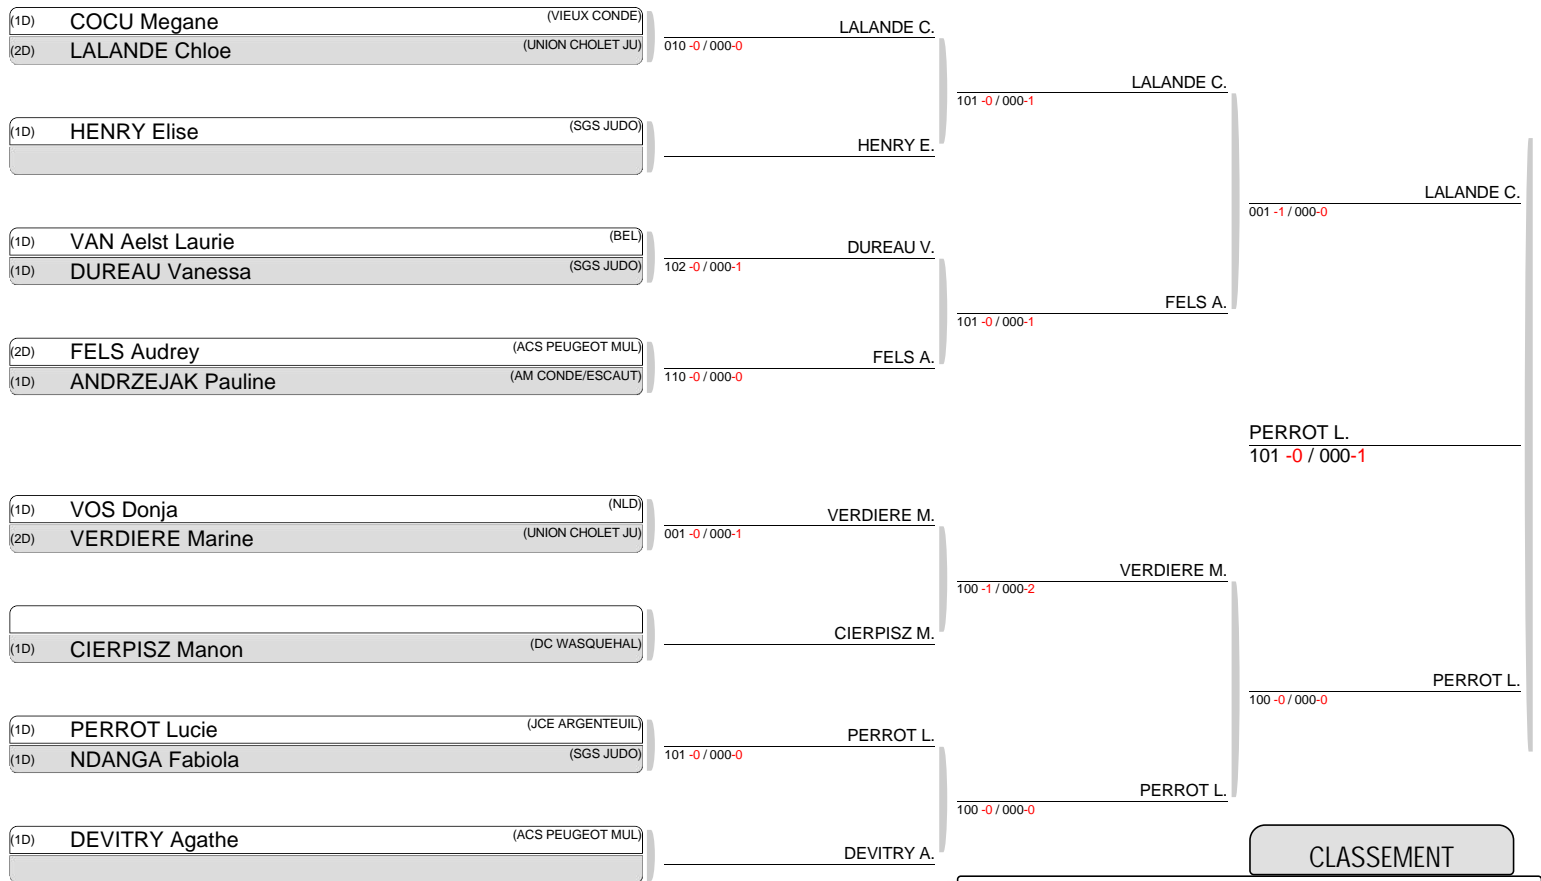 (1D) COCU Megane (VIEUX CONDE)
(2D) LALANDE Chloe (UNION CHOLET JU)
(1D) HENRY Elise (SGS JUDO)
(1D) VAN Aelst Laurie (BEL)
(1D) DUREAU Vanessa (SGS JUDO)
(2D) FELS Audrey (ACS PEUGEOT MUL)
(1D) ANDRZEJAK Pauline (AM CONDE/ESCAUT)
(1D) VOS Donja (NLD)
(2D) VERDIERE Marine (UNION CHOLET JU)
(1D) CIERPISZ Manon (DC WASQUEHAL)
(1D) PERROT Lucie (JCE ARGENTEUIL)
(1D) NDANGA Fabiola (SGS JUDO)
(1D) DEVITRY Agathe (ACS PEUGEOT MUL)
LALANDE C.
010 -0 / 000-0
HENRY E.
DUREAU V.
102 -0 / 000-1
FELS A.
110 -0 / 000-0
VERDIERE M.
001 -0 / 000-1
CIERPISZ M.
PERROT L.
101 -0 / 000-0
DEVITRY A.
LALANDE C.
101 -0 / 000-1
FELS A.
101 -0 / 000-1
VERDIERE M.
100 -1 / 000-2
PERROT L.
100 -0 / 000-0
LALANDE C.
001 -1 / 000-0
PERROT L.
101 -0 / 000-1
PERROT L.
100 -0 / 000-0
CLASSEMENT